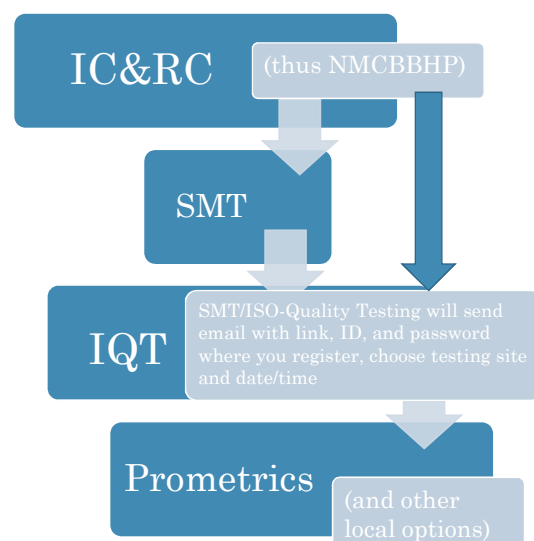 IC&RC
(thus NMCBBHP)
SMT
IQT
SMT/ISO-Quality Testing will send
email with link, ID, and password
where you register, choose testing site
and date/time
Prometrics
(and other
local options)